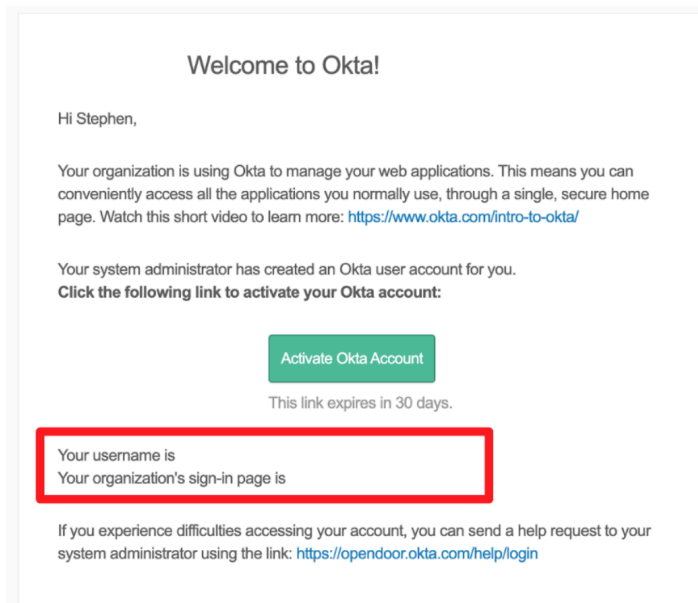 Welcome to Okta!
Hi Stephen,
Your organization is using Okta to manage your web applications. This means you can
conveniently access all the applications you normally use, through a single, secure home
page. Watch this short video to learn more: https://www.okta.com/intro-to-okta/
Your system administrator has created an Okta user account for you.
Click the following link to activate your Okta account:
Activate Okta Account
This link expires in 30 days.
Your username is
Your organization's sign-in page is
If you experience difficulties accessing your account, you can send a help request to your
system administrator using the link: https://opendoor.okta.com/help/login